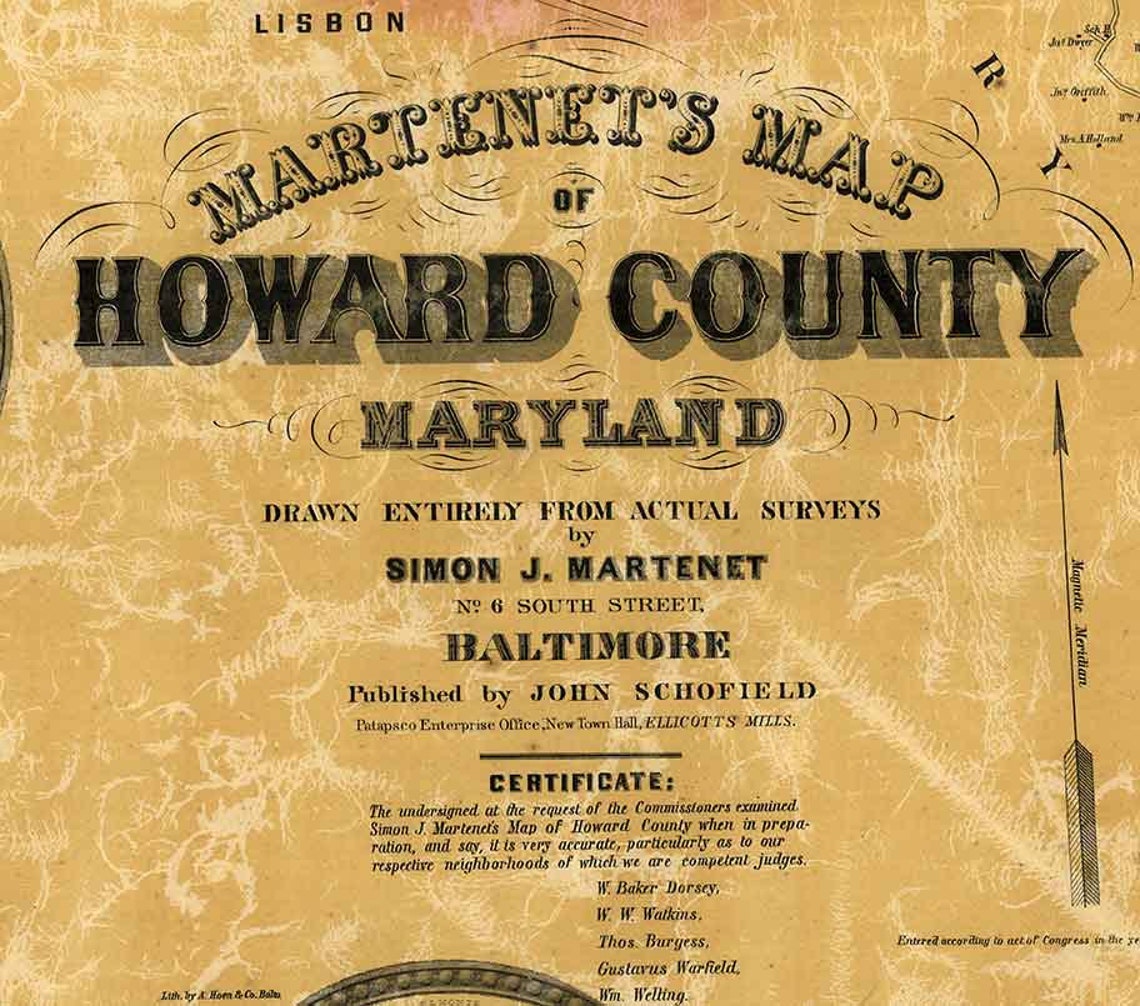 LISBON
R
Y
Sch. H.
Jas. Dwyer
Jno. Griffith.
Mrs. A. Holland.
MARTENET'S MAP
OF
HOWARD COUNTY
MARYLAND
DRAWN ENTIRELY FROM ACTUAL SURVEYS
by
SIMON J. MARTENET
No. 6 SOUTH STREET,
BALTIMORE
Published by JOHN SCHOFIELD
Patapsco Enterprise Office, New Town Hall, ELLICOTTS' MILLS.
Magnetic Meridian.
CERTIFICATE:
The undersigned at the request of the Commissioners examined
Simon J. Martenet's Map of Howard County when in prepa-
ration, and say, it is very accurate, particularly as to our
respective neighborhoods of which we are competent judges.
W. Baker Dorsey,
W. W. Watkins,
Thos. Burgess,
Gustavus Warfield,
Wm. Welling.
Entered according to act of Congress in the ye
Lith. by A. Hoen & Co. Balto.